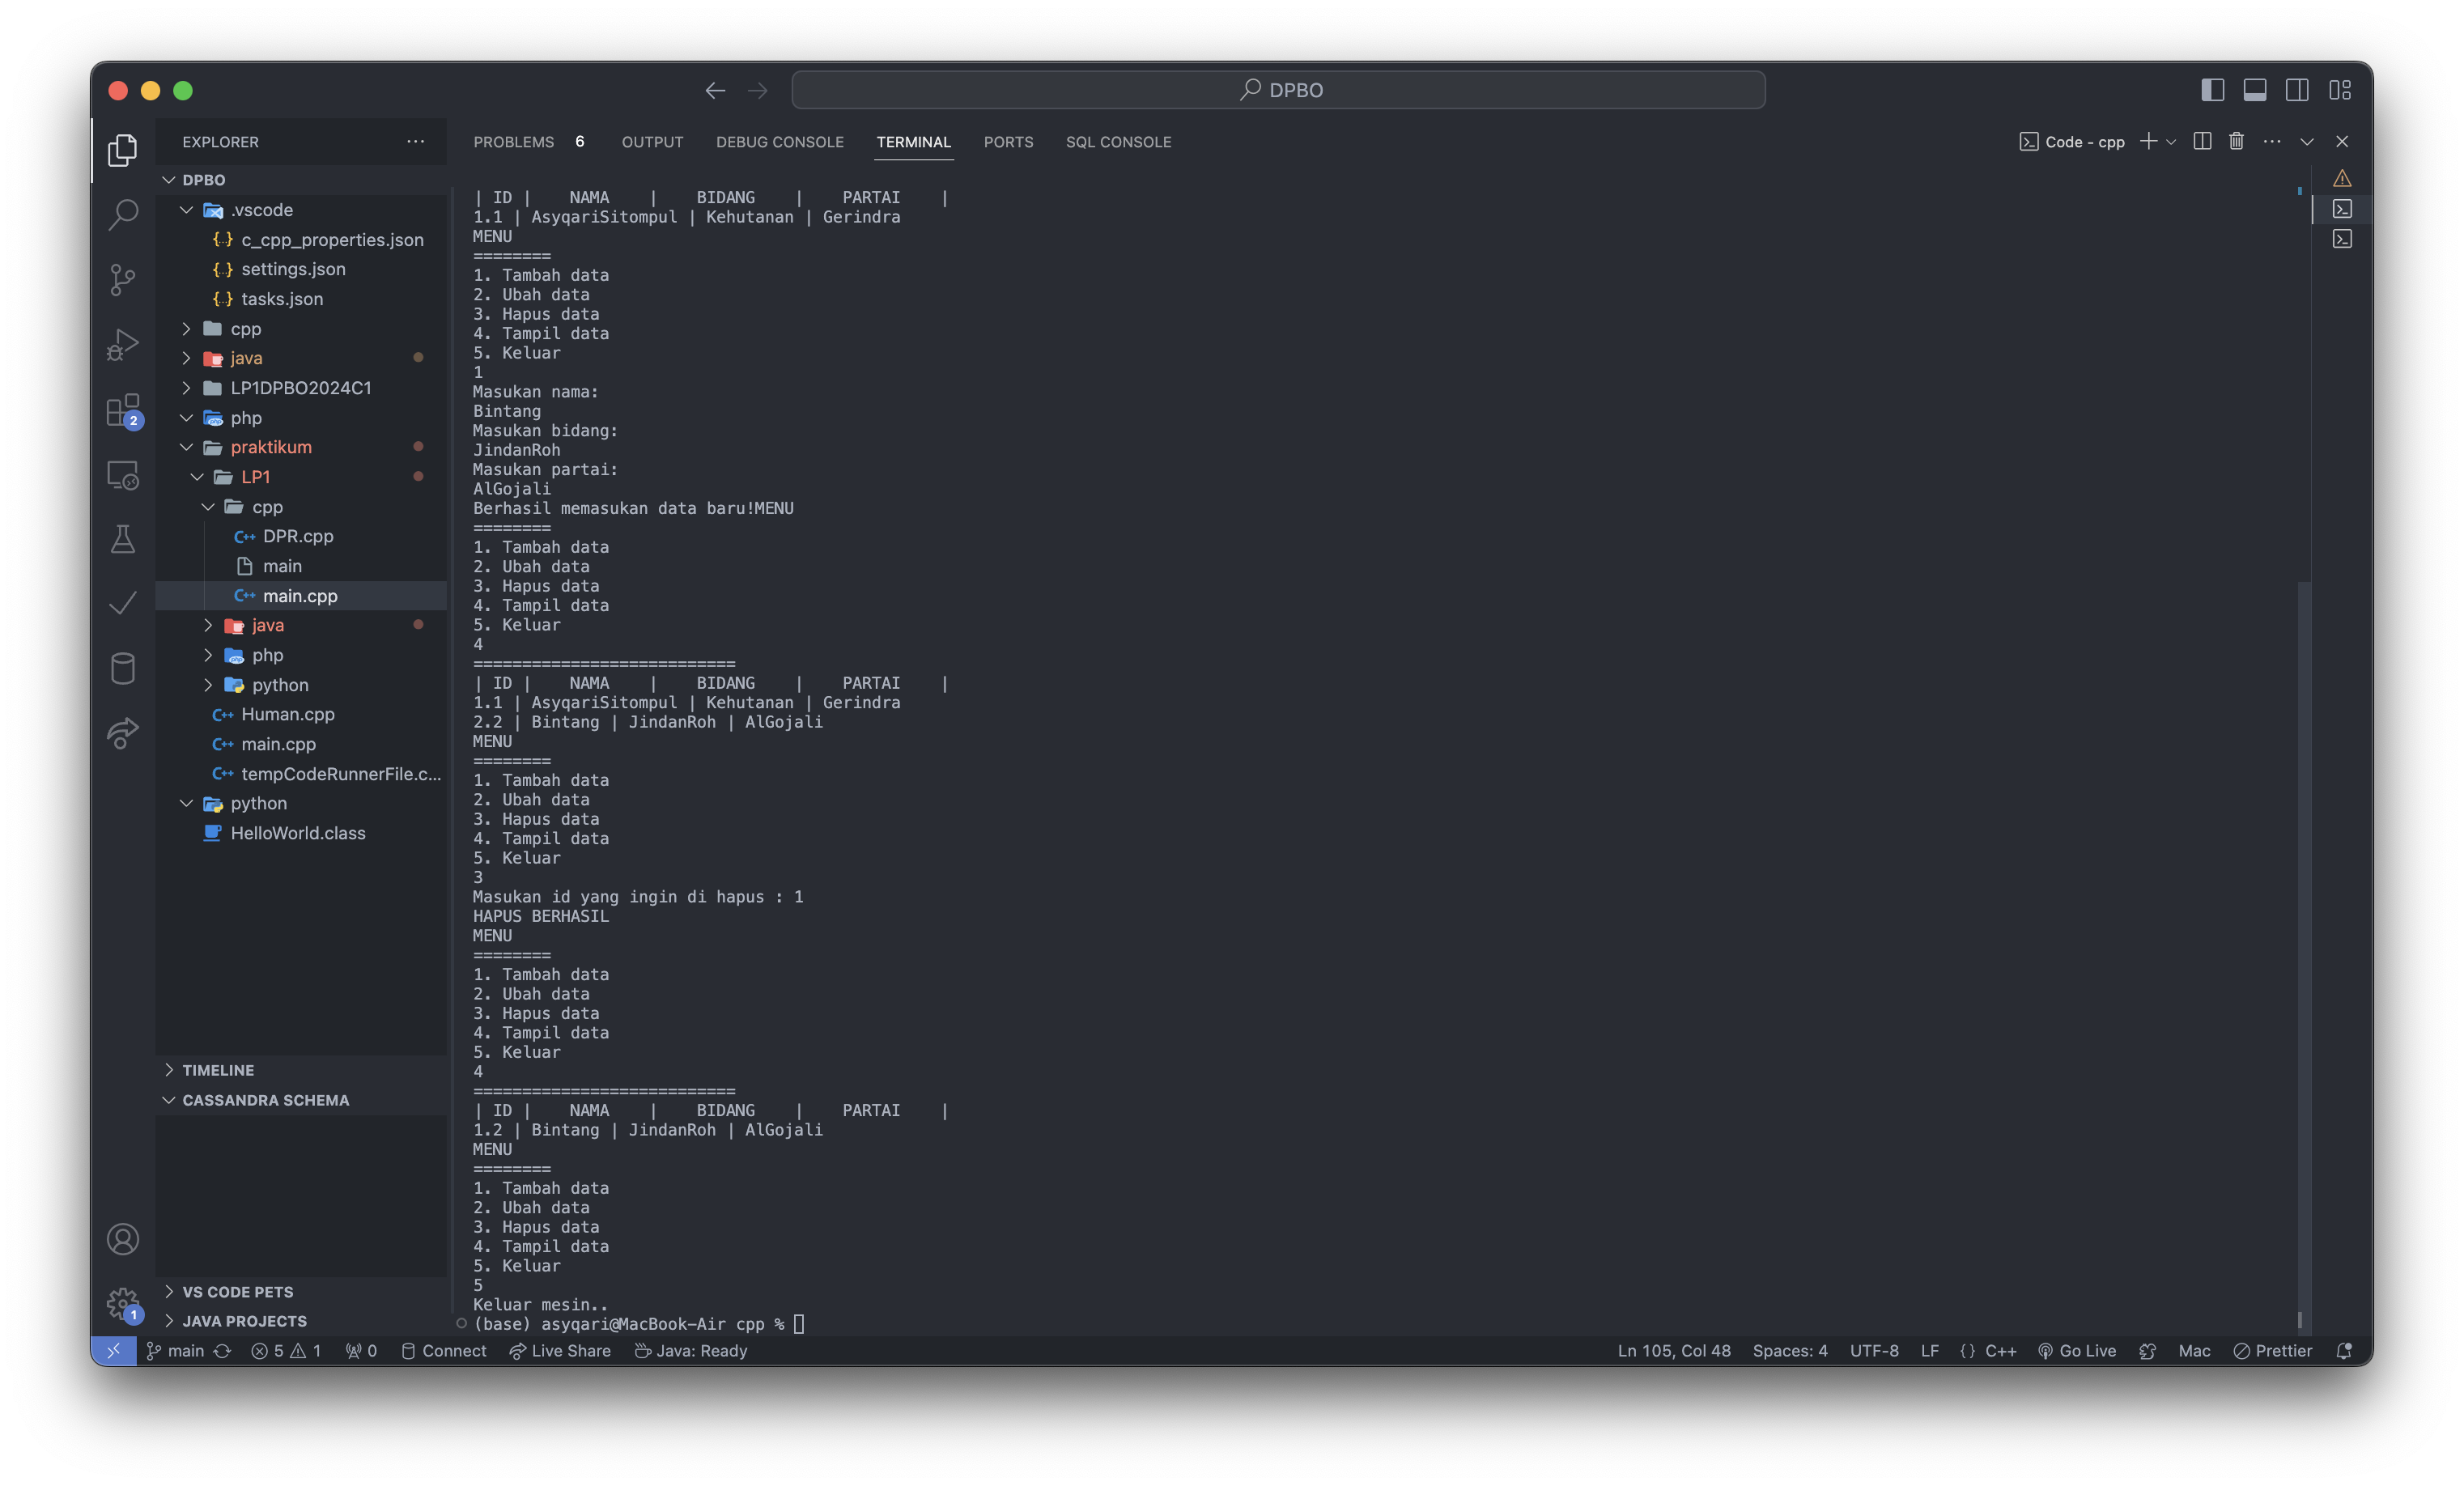 DPBO
EXPLORER
DPBO
.vscode
c_cpp_properties.json
settings.json
tasks.json
cpp
java
LP1DPBO2024C1
php
praktikum
LP1
cpp
DPR.cpp
main
main.cpp
java
php
python
Human.cpp
main.cpp
tempCodeRunnerFile.c...
python
HelloWorld.class
TIMELINE
CASSANDRA SCHEMA
VS CODE PETS
JAVA PROJECTS
2
1
PROBLEMS 6 OUTPUT DEBUG CONSOLE TERMINAL PORTS SQL CONSOLE
Code - cpp
| ID |    NAMA    |    BIDANG    |    PARTAI    |
1.1 | AsyqariSitompul | Kehutanan | Gerindra
MENU
========
1. Tambah data
2. Ubah data
3. Hapus data
4. Tampil data
5. Keluar
1
Masukan nama:
Bintang
Masukan bidang:
JindanRoh
Masukan partai:
AlGojali
Berhasil memasukan data baru!MENU
========
1. Tambah data
2. Ubah data
3. Hapus data
4. Tampil data
5. Keluar
4
===========================
| ID |    NAMA    |    BIDANG    |    PARTAI    |
1.1 | AsyqariSitompul | Kehutanan | Gerindra
2.2 | Bintang | JindanRoh | AlGojali
MENU
========
1. Tambah data
2. Ubah data
3. Hapus data
4. Tampil data
5. Keluar
3
Masukan id yang ingin di hapus : 1
HAPUS BERHASIL
MENU
========
1. Tambah data
2. Ubah data
3. Hapus data
4. Tampil data
5. Keluar
4
===========================
| ID |    NAMA    |    BIDANG    |    PARTAI    |
1.2 | Bintang | JindanRoh | AlGojali
MENU
========
1. Tambah data
2. Ubah data
3. Hapus data
4. Tampil data
5. Keluar
5
Keluar mesin..
(base) asyqari@MacBook-Air cpp %
main 5 1 0 Connect Live Share Java: Ready Ln 105, Col 48 Spaces: 4 UTF-8 LF {} C++ Go Live Mac Prettier